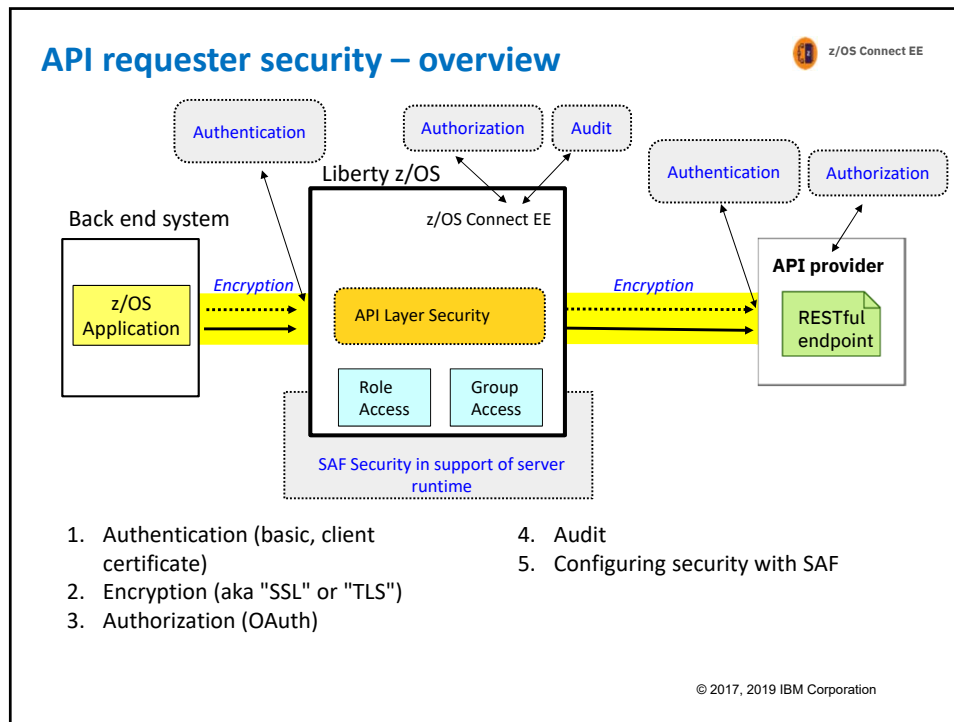 API requester security – overview
z/OS Connect EE
Authentication
Authorization
Audit
Liberty z/OS
Authentication
Authorization
Back end system
z/OS Connect EE
Encryption
Encryption
API provider
z/OS
Application
API Layer Security
RESTful
endpoint
Role
Access
Group
Access
SAF Security in support of server
runtime
1. Authentication (basic, client
certificate)
2. Encryption (aka "SSL" or "TLS")
3. Authorization (OAuth)
4. Audit
5. Configuring security with SAF
© 2017, 2019 IBM Corporation